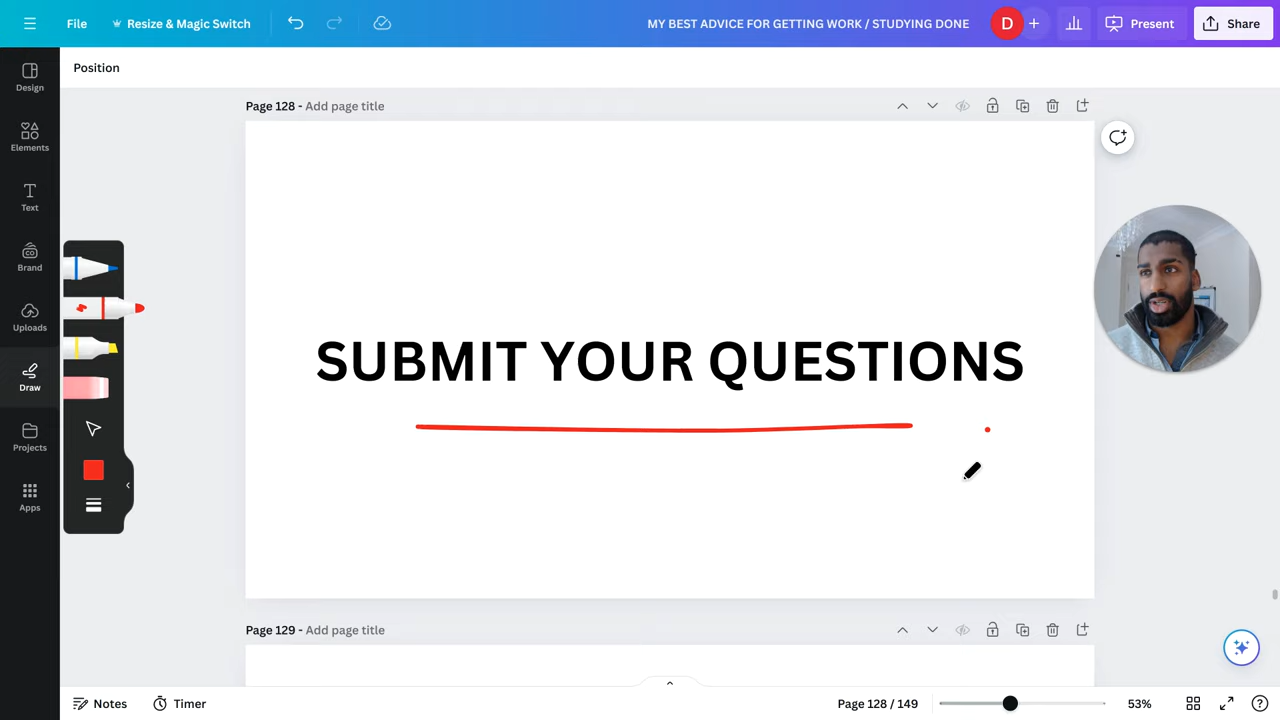 File
Resize & Magic Switch
MY BEST ADVICE FOR GETTING WORK / STUDYING DONE
D
Present
Share
Position
Design
Elements
Text
Brand
Uploads
Draw
Projects
Apps
Page 128 - Add page title
SUBMIT YOUR QUESTIONS
Page 129 - Add page title
Notes
Timer
Page 128 / 149
53%